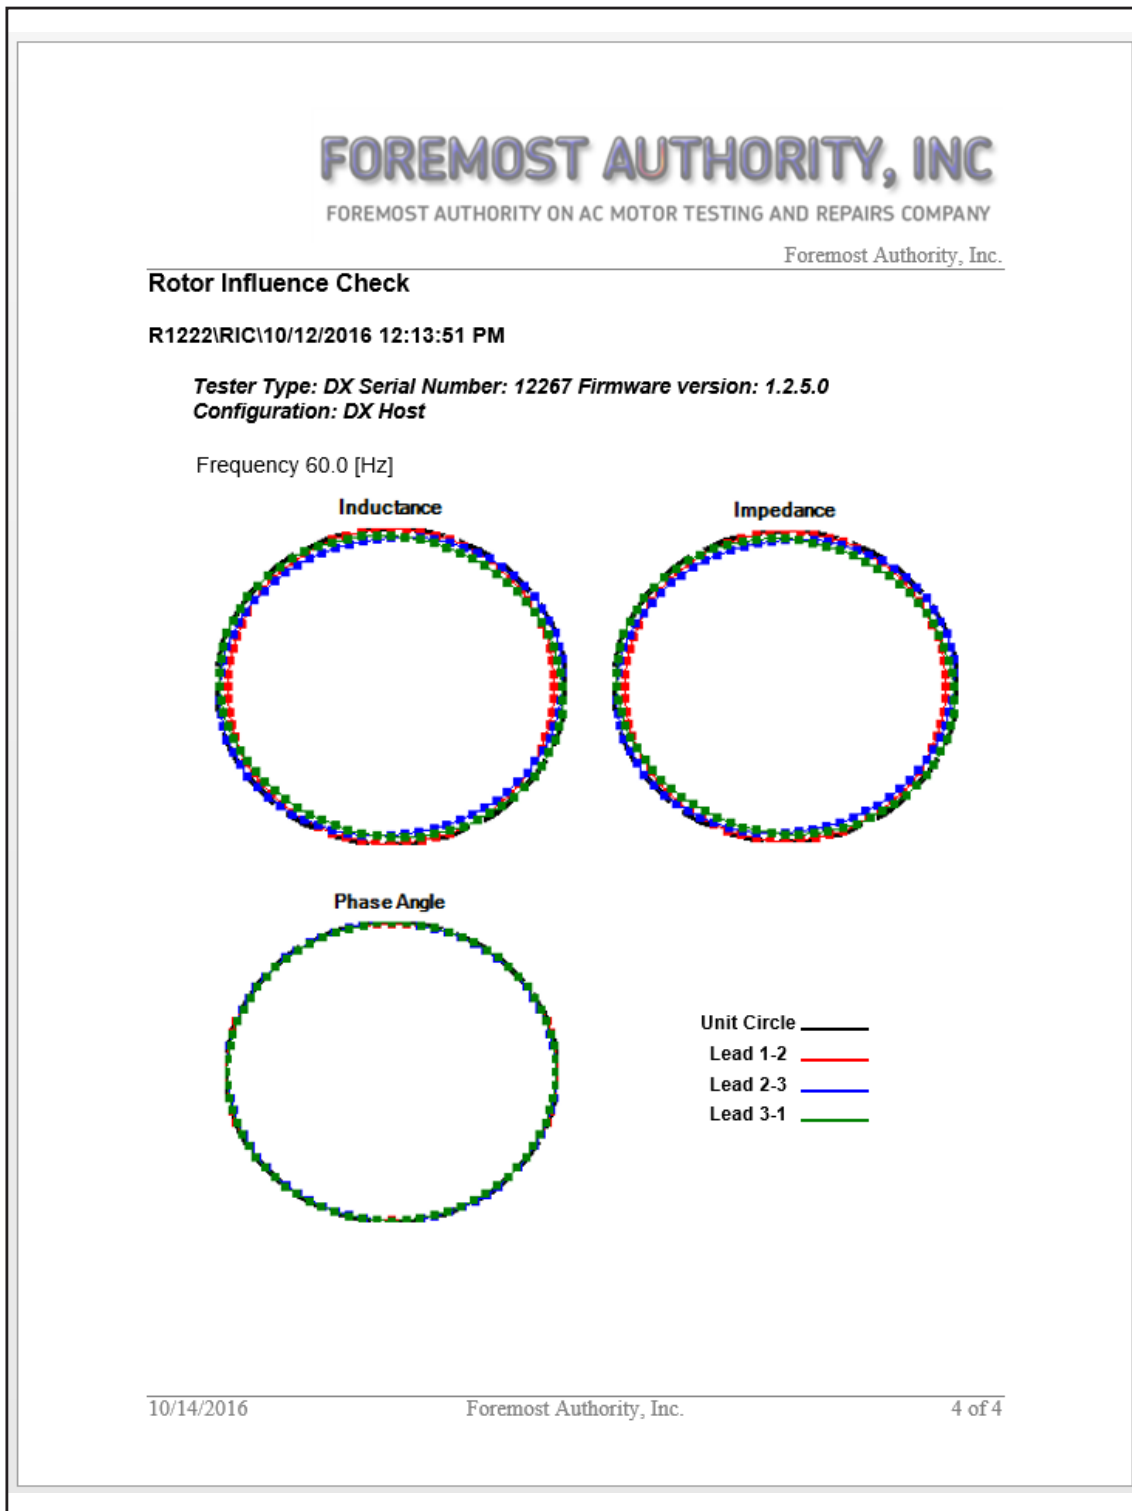 FOREMOST AUTHORITY, INC
FOREMOST AUTHORITY ON AC MOTOR TESTING AND REPAIRS COMPANY
Foremost Authority, Inc.
Rotor Influence Check
R1222\RIC\10/12/2016 12:13:51 PM
Tester Type: DX Serial Number: 12267 Firmware version: 1.2.5.0
Configuration: DX Host
Frequency 60.0 [Hz]
Inductance
Impedance
Phase Angle
Unit Circle
Lead 1-2
Lead 2-3
Lead 3-1
10/14/2016 Foremost Authority, Inc. 4 of 4